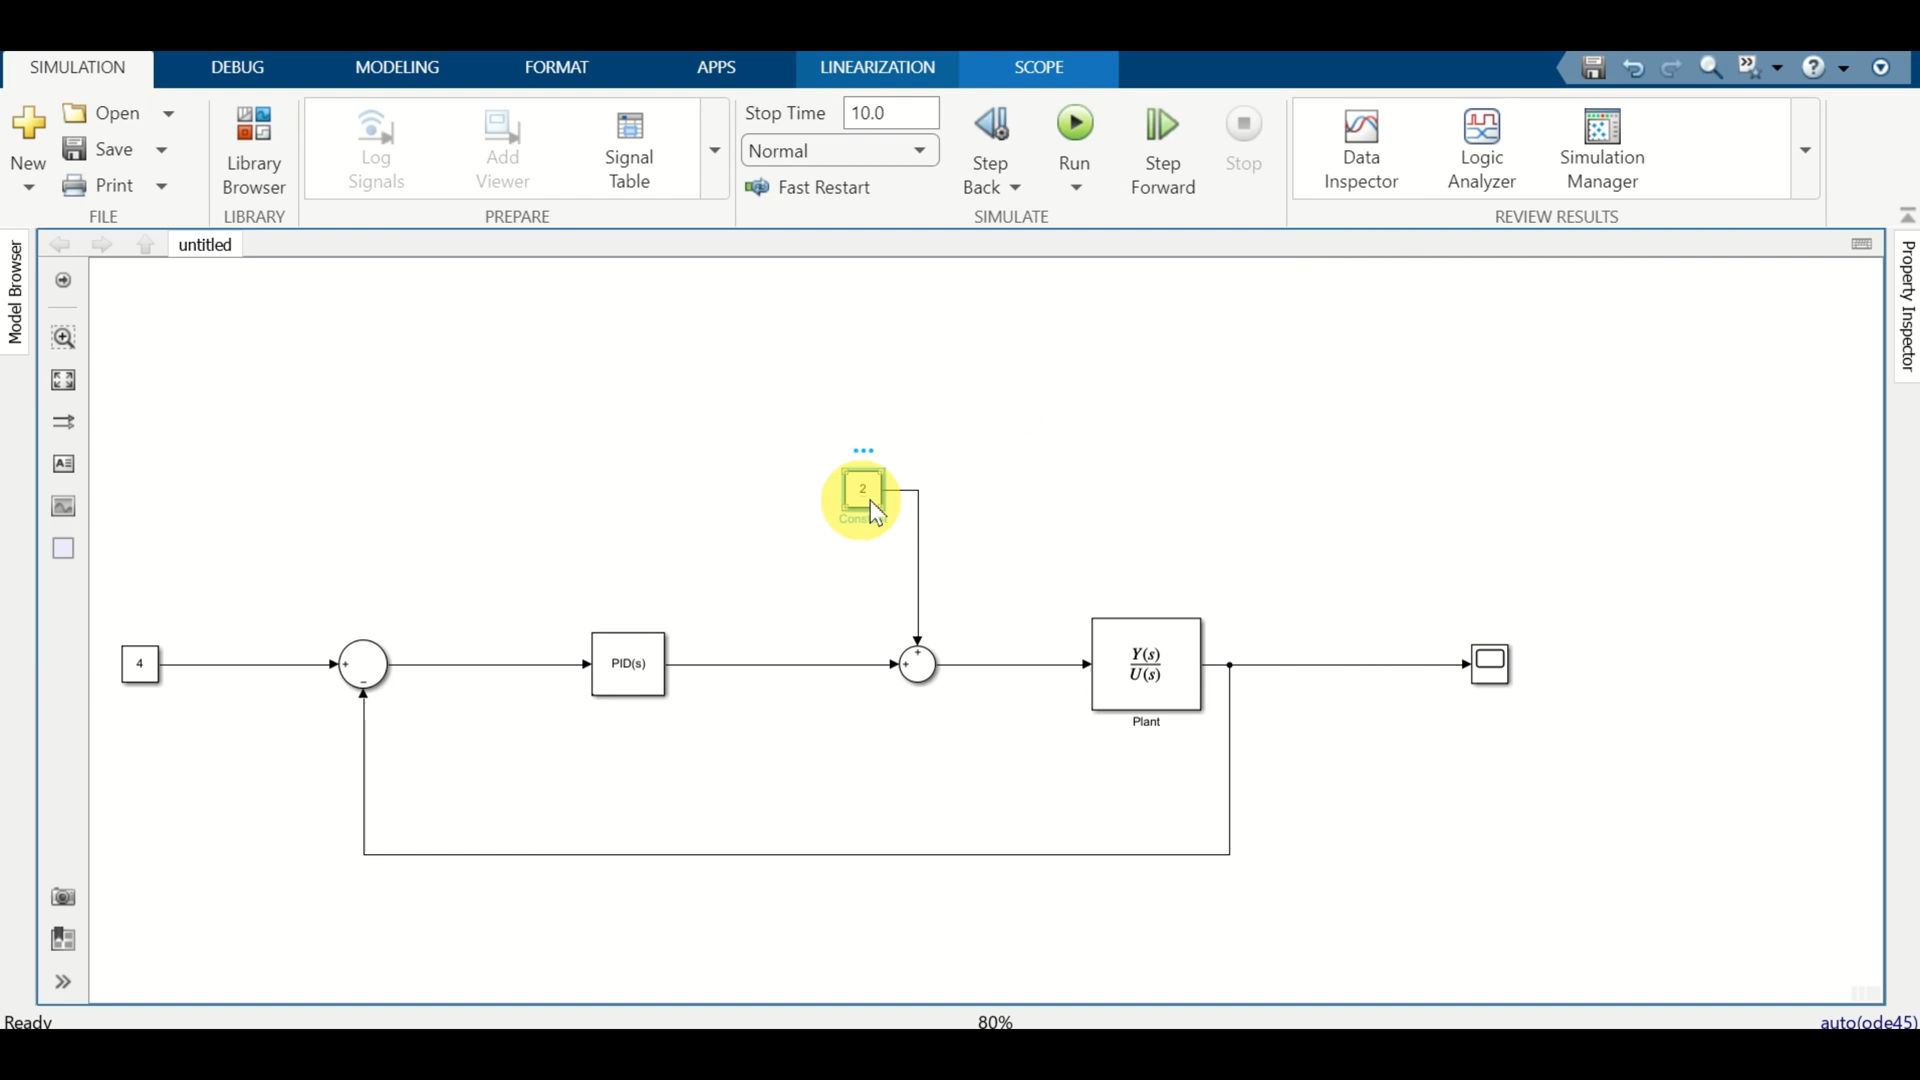 SIMULATION
DEBUG
MODELING
FORMAT
APPS
LINEARIZATION
SCOPE
New
Open
Save
Print
FILE
Library
Browser
LIBRARY
Log
Signals
Add
Viewer
Signal
Table
PREPARE
Stop Time
10.0
Normal
Fast Restart
Step
Back
Run
Step
Forward
Stop
SIMULATE
Data
Inspector
Logic
Analyzer
Simulation
Manager
REVIEW RESULTS
Model Browser
untitled
Property Inspector
2
4
+
−
PID(s)
+
+
Y(s)
U(s)
Plant
Ready
80%
auto(ode45)